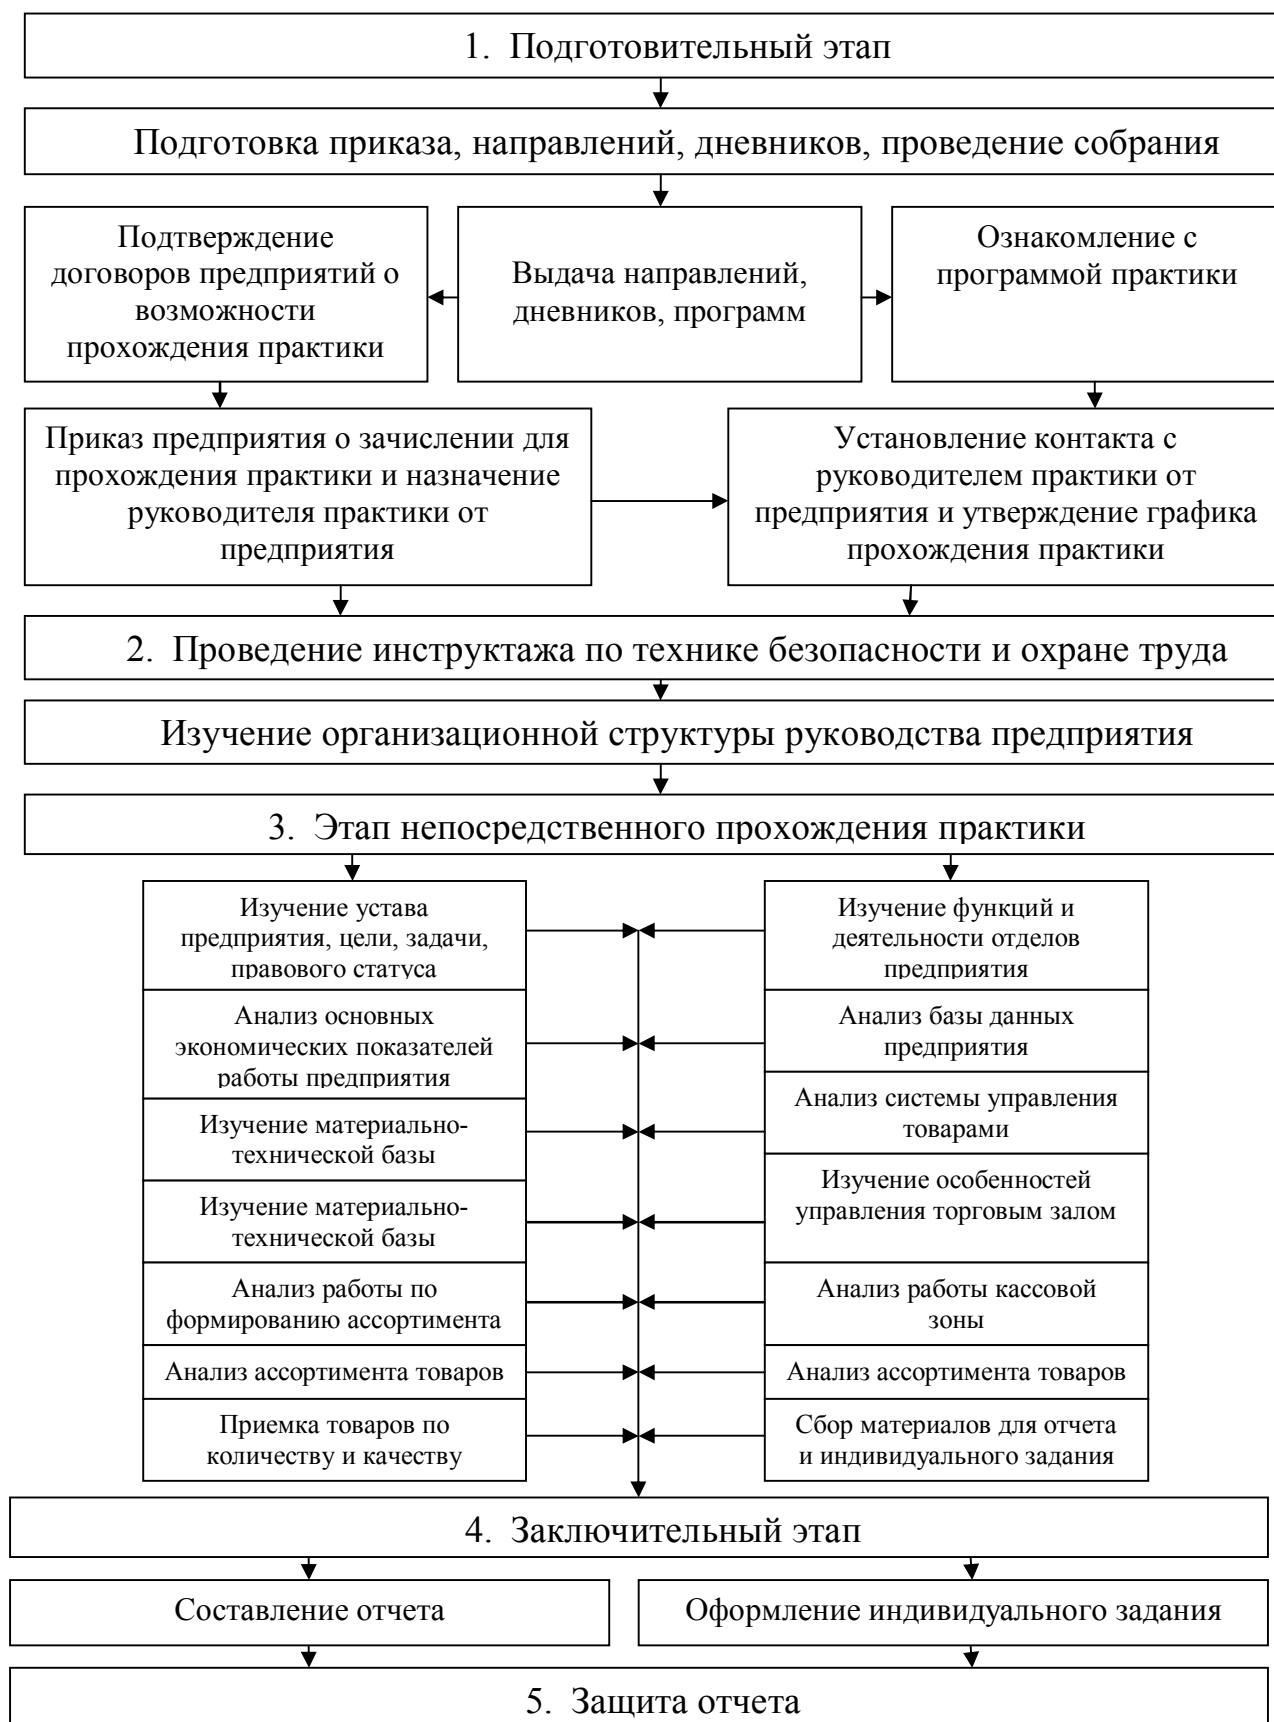 1. Подготовительный этап
Подготовка приказа, направлений, дневников, проведение собрания
Подтверждение
договоров предприятий о
возможности
прохождения практики
Выдача направлений,
дневников, программ
Ознакомление с
программой практики
Приказ предприятия о зачислении для
прохождения практики и назначение
руководителя практики от
предприятия
Установление контакта с
руководителем практики от
предприятия и утверждение графика
прохождения практики
2. Проведение инструктажа по технике безопасности и охране труда
Изучение организационной структуры руководства предприятия
3. Этап непосредственного прохождения практики
Изучение устава
предприятия, цели, задачи,
правового статуса
Анализ основных
экономических показателей
работы предприятия
Изучение материально-
технической базы
Изучение материально-
технической базы
Анализ работы по
формированию ассортимента
Анализ ассортимента товаров
Приемка товаров по
количеству и качеству
Изучение функций и
деятельности отделов
предприятия
Анализ базы данных
предприятия
Анализ системы управления
товарами
Изучение особенностей
управления торговым залом
Анализ работы кассовой
зоны
Анализ ассортимента товаров
Сбор материалов для отчета
и индивидуального задания
4. Заключительный этап
Составление отчета
Оформление индивидуального задания
5. Защита отчета